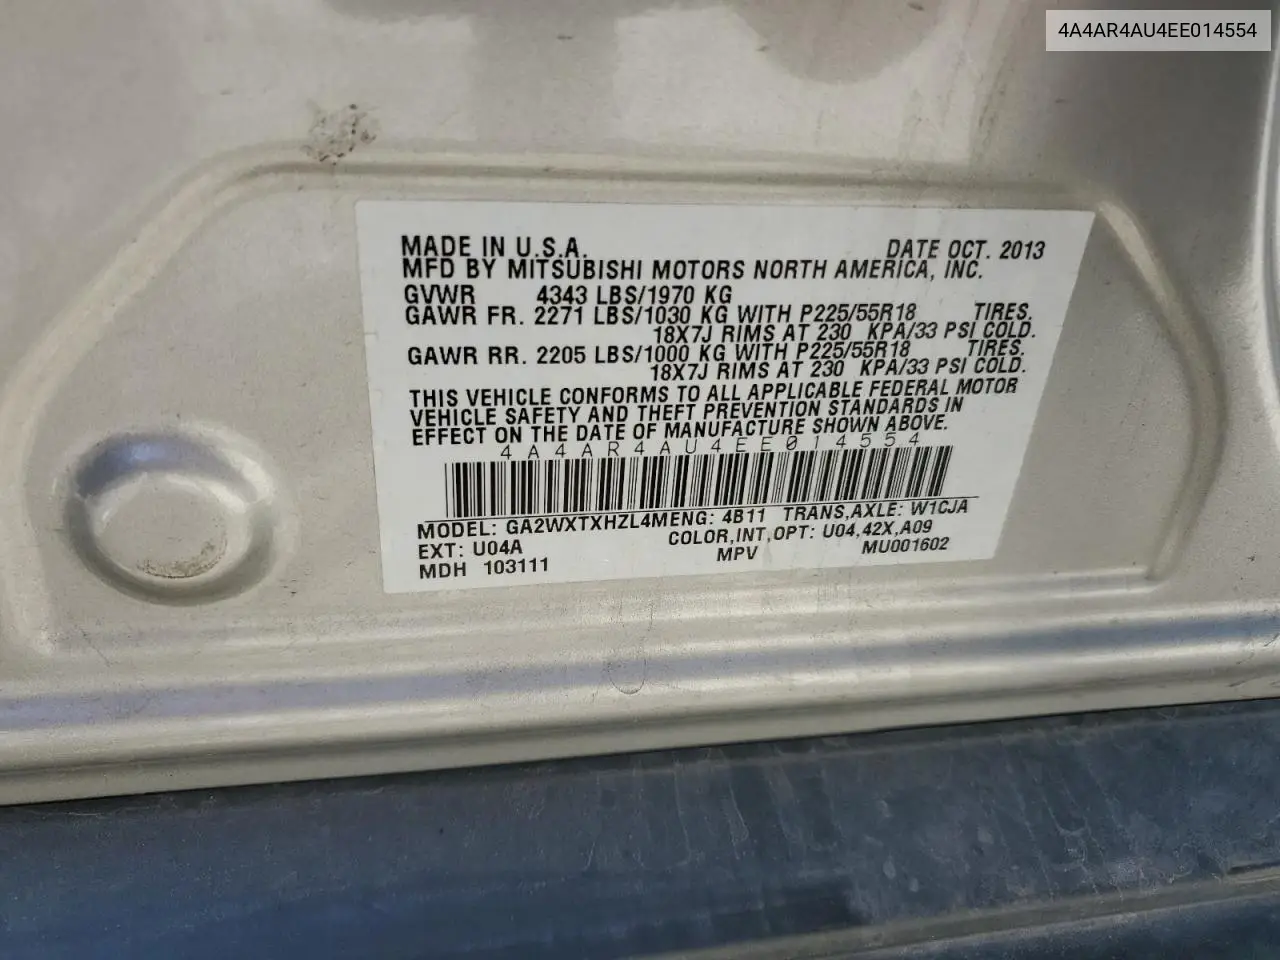 4A4AR4AU4EE014554
MADE IN U.S.A. DATE OCT. 2013
MFD BY MITSUBISHI MOTORS NORTH AMERICA, INC.
GVWR 4343 LBS/1970 KG
GAWR FR. 2271 LBS/1030 KG WITH P225/55R18 TIRES.
18X7J RIMS AT 230 KPA/33 PSI COLD.
GAWR RR. 2205 LBS/1000 KG WITH P225/55R18 TIRES.
18X7J RIMS AT 230 KPA/33 PSI COLD.
THIS VEHICLE CONFORMS TO ALL APPLICABLE FEDERAL MOTOR
VEHICLE SAFETY AND THEFT PREVENTION STANDARDS IN
EFFECT ON THE DATE OF MANUFACTURE SHOWN ABOVE.
4A4AR4AU4EE014554
MODEL: GA2WXTXHZL4MENG: 4B11 TRANS,AXLE: W1CJA
EXT: U04A COLOR,INT,OPT: U04,42X,A09
MDH 103111 MPV MU001602